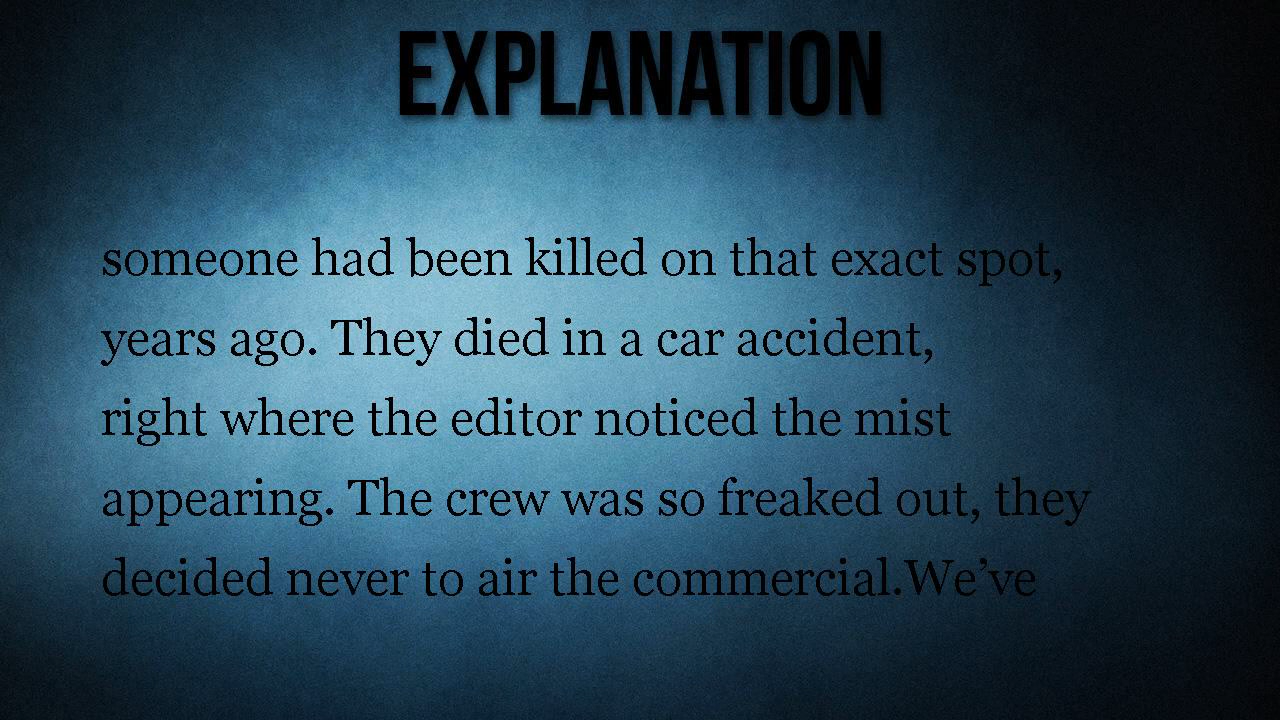 EXPLANATION
someone had been killed on that exact spot,
years ago. They died in a car accident,
right where the editor noticed the mist
appearing. The crew was so freaked out, they
decided never to air the commercial.We’ve